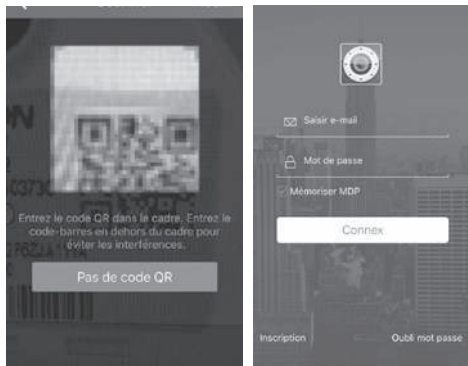 Entrez le code QR dans le cadre. Entrez le
code-barres en dehors du cadre pour
éviter les interférences.
Pas de code QR
Saisir e-mail
Mot de passe
Mémoriser MDP
Connex
Inscription
Oubli mot passe